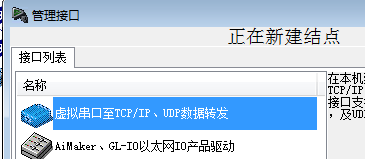 管理接口
正在新建结点
接口列表
名称
虚拟串口至TCP/IP、UDP数据转发
AiMaker、GL-IO以太网IO产品驱动
在本机
TCP/IP
接口支
，及UD